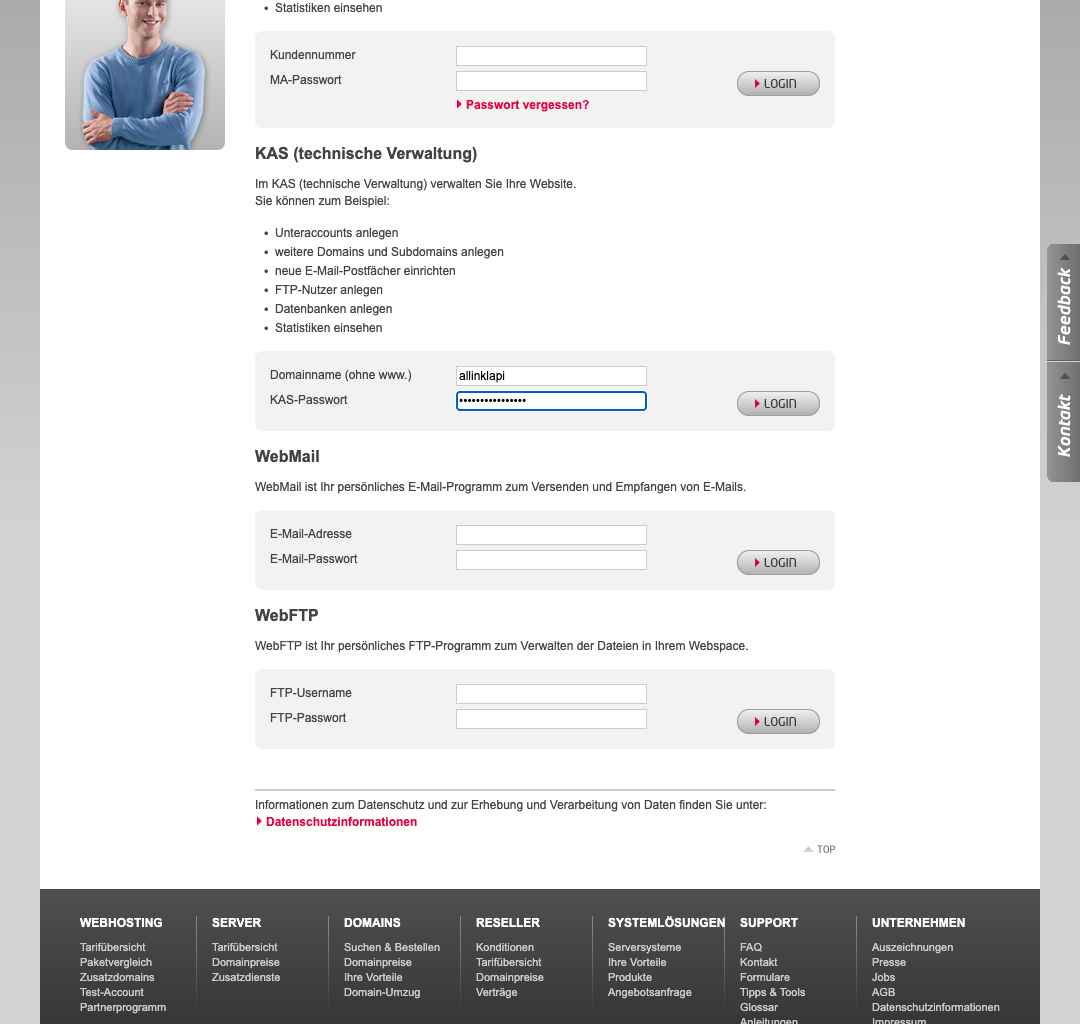 • Statistiken einsehen
Kundennummer
MA-Passwort
LOGIN
Passwort vergessen?
KAS (technische Verwaltung)
Im KAS (technische Verwaltung) verwalten Sie Ihre Website.
Sie können zum Beispiel:
• Unteraccounts anlegen
• weitere Domains und Subdomains anlegen
• neue E-Mail-Postfächer einrichten
• FTP-Nutzer anlegen
• Datenbanken anlegen
• Statistiken einsehen
Feedback
Kontakt
Domainname (ohne www.) allinklapi
KAS-Passwort ••••••••••••••••
LOGIN
WebMail
WebMail ist Ihr persönliches E-Mail-Programm zum Versenden und Empfangen von E-Mails.
E-Mail-Adresse
E-Mail-Passwort
LOGIN
WebFTP
WebFTP ist Ihr persönliches FTP-Programm zum Verwalten der Dateien in Ihrem Webspace.
FTP-Username
FTP-Passwort
LOGIN
Informationen zum Datenschutz und zur Erhebung und Verarbeitung von Daten finden Sie unter:
Datenschutzinformationen
TOP
WEBHOSTING
Tarifübersicht
Paketvergleich
Zusatzdomains
Test-Account
Partnerprogramm
SERVER
Tarifübersicht
Domainpreise
Zusatzdienste
DOMAINS
Suchen & Bestellen
Domainpreise
Ihre Vorteile
Domain-Umzug
RESELLER
Konditionen
Tarifübersicht
Domainpreise
Verträge
SYSTEMLÖSUNGEN
Serversysteme
Ihre Vorteile
Produkte
Angebotsanfrage
SUPPORT
FAQ
Kontakt
Formulare
Tipps & Tools
Glossar
Anleitungen
UNTERNEHMEN
Auszeichnungen
Presse
Jobs
AGB
Datenschutzinformationen
Impressum